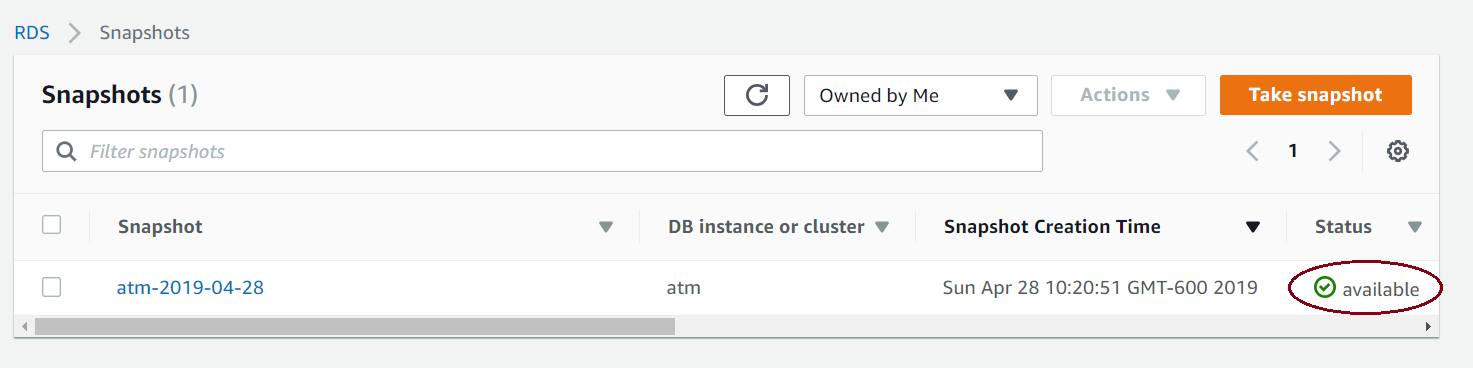 RDS > Snapshots
Snapshots (1)
Owned by Me
Actions
Take snapshot
Filter snapshots
1
Snapshot DB instance or cluster Snapshot Creation Time Status
atm-2019-04-28 atm Sun Apr 28 10:20:51 GMT-600 2019 available